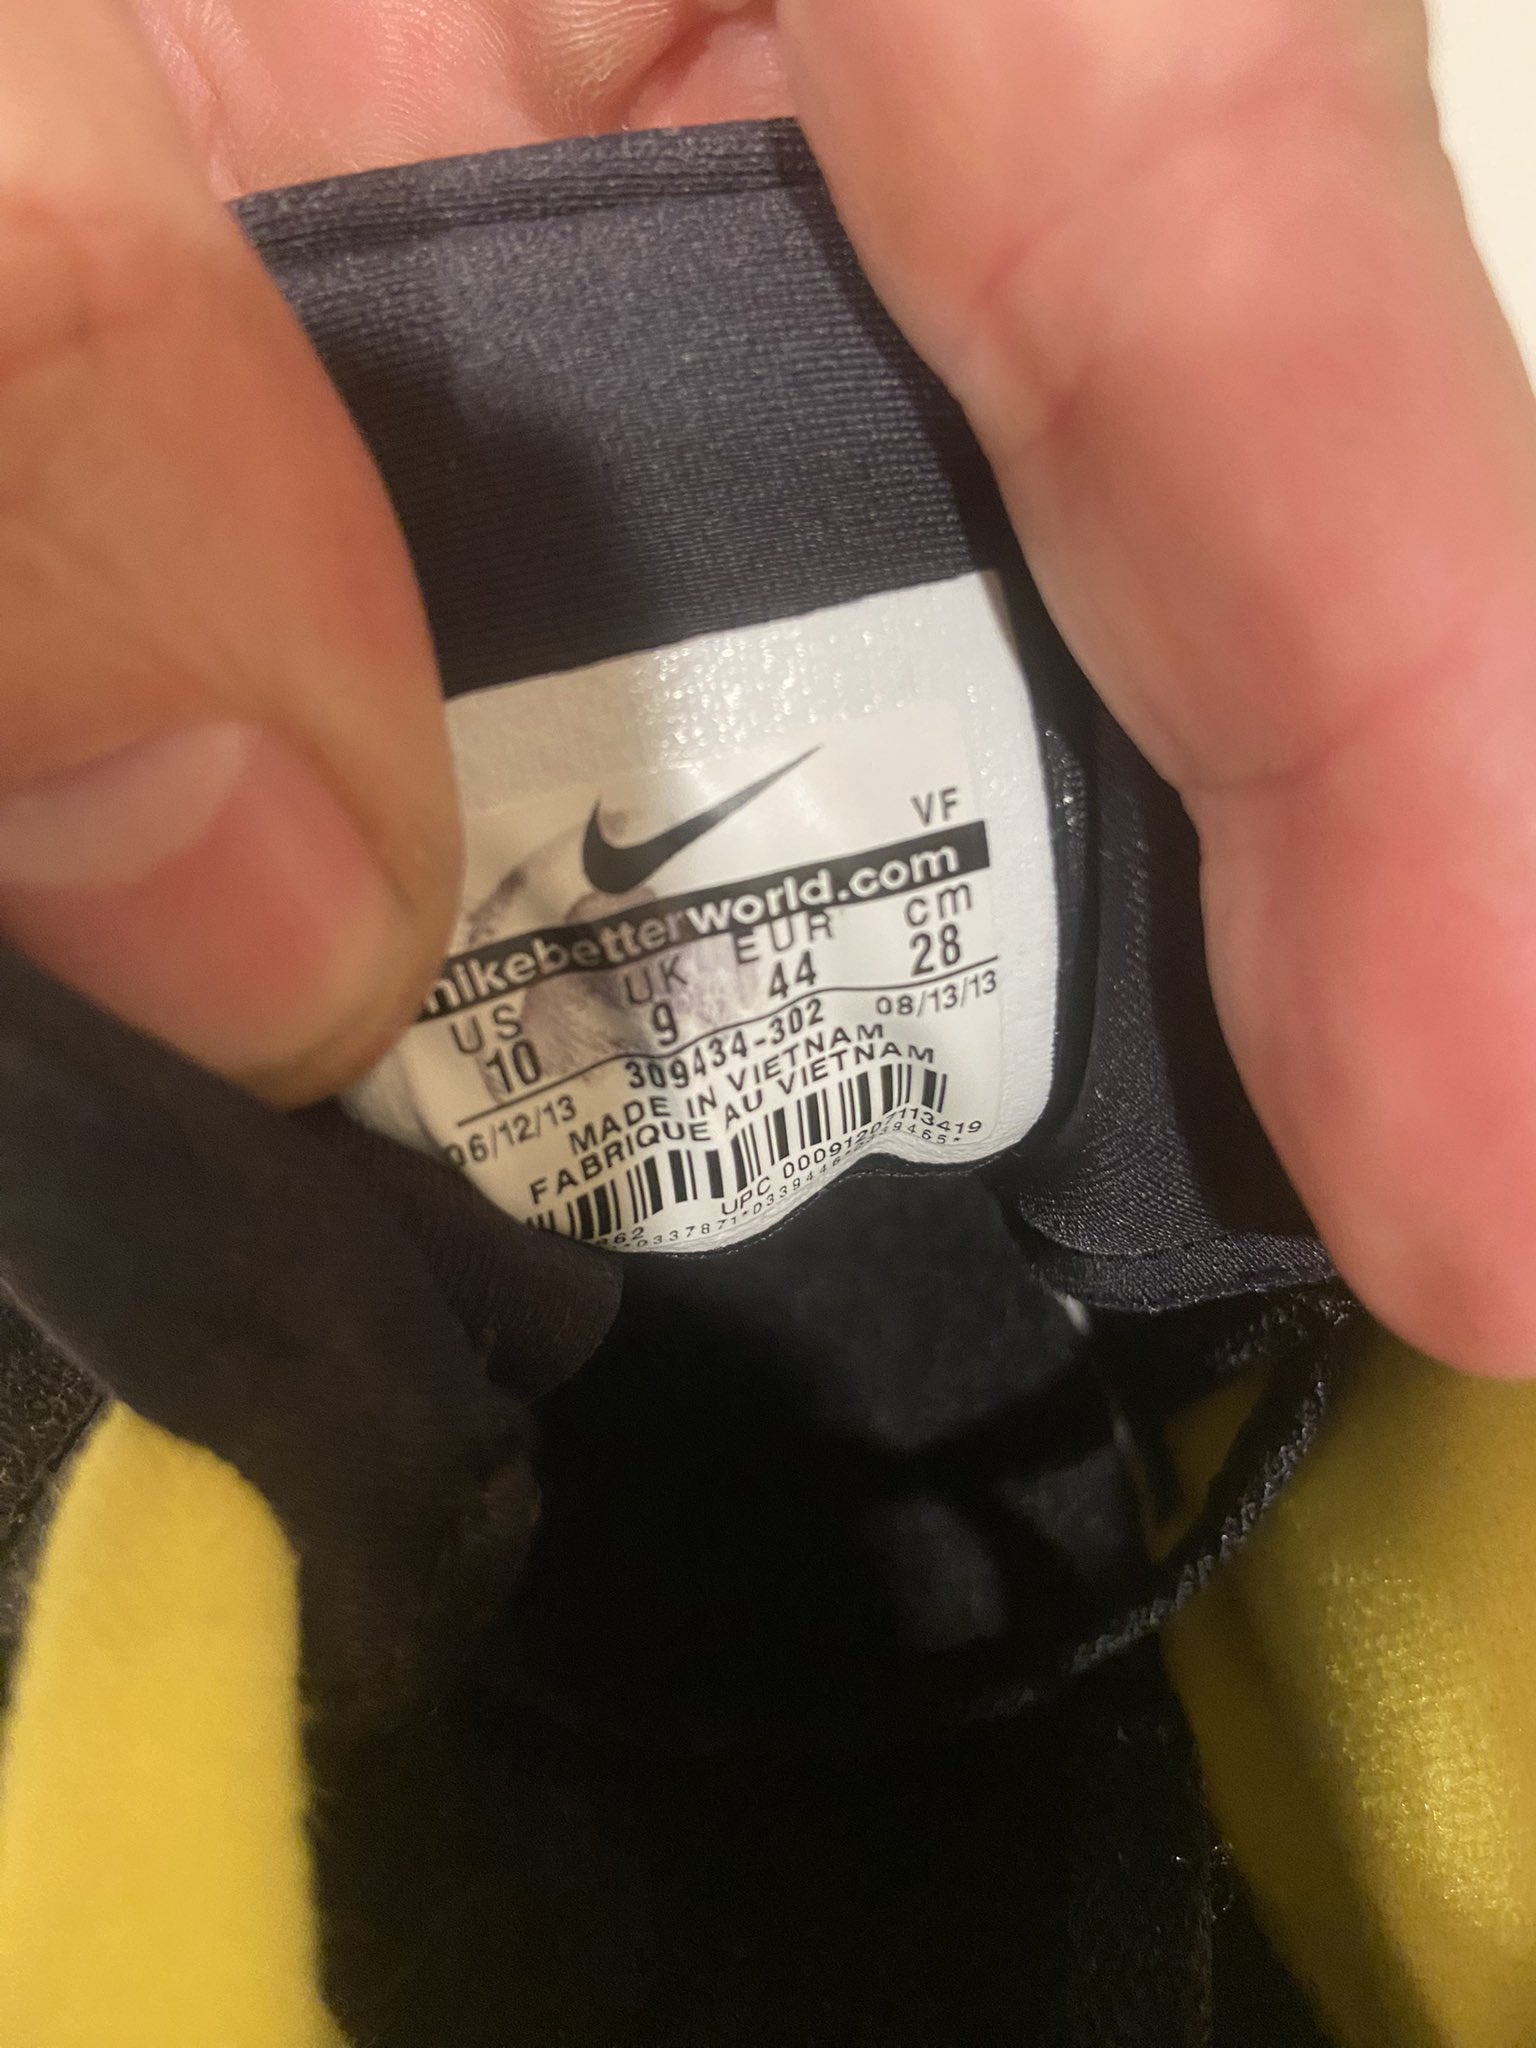 VF
nikebetterworld.com
US UK EUR cm
10 9 44 28
06/12/13 309434-302 08/13/13
MADE IN VIETNAM
FABRIQUE AU VIETNAM
UPC 00091207113419